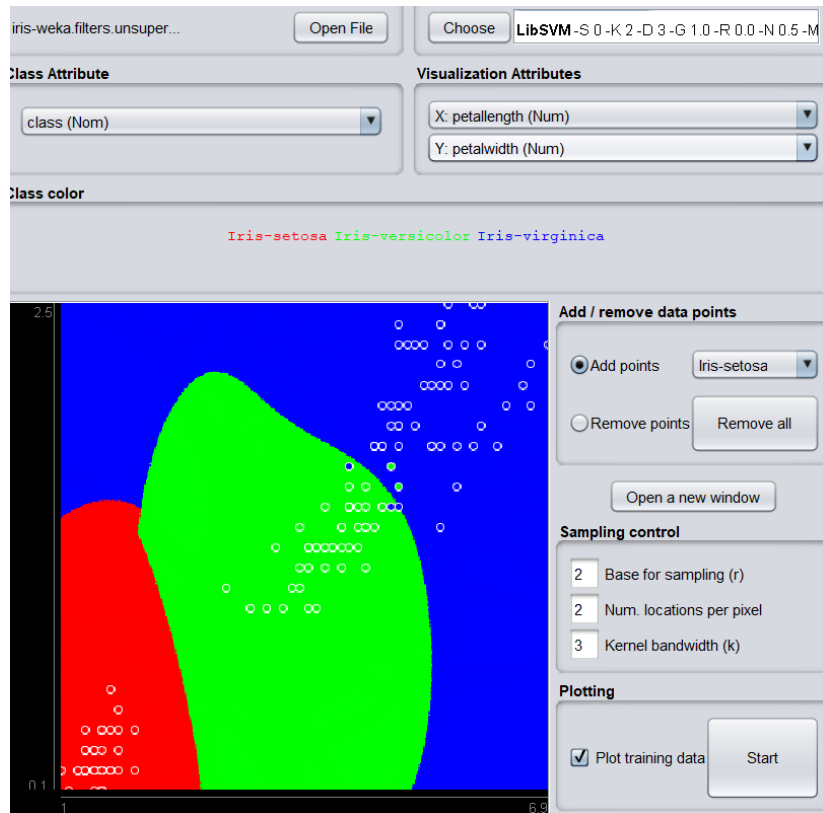 iris-weka.filters.unsuper... Open File Choose LibSVM -S 0 -K 2 -D 3 -G 1.0 -R 0.0 -N 0.5 -M
Class Attribute Visualization Attributes
class (Nom) X: petallength (Num)
Y: petalwidth (Num)
Class color
Iris-setosa Iris-versicolor Iris-virginica
2.5 Add / remove data points
Add points Iris-setosa
Remove points Remove all
Open a new window
Sampling control
2 Base for sampling (r)
2 Num. locations per pixel
3 Kernel bandwidth (k)
Plotting
Plot training data Start
0.1
1 6.9